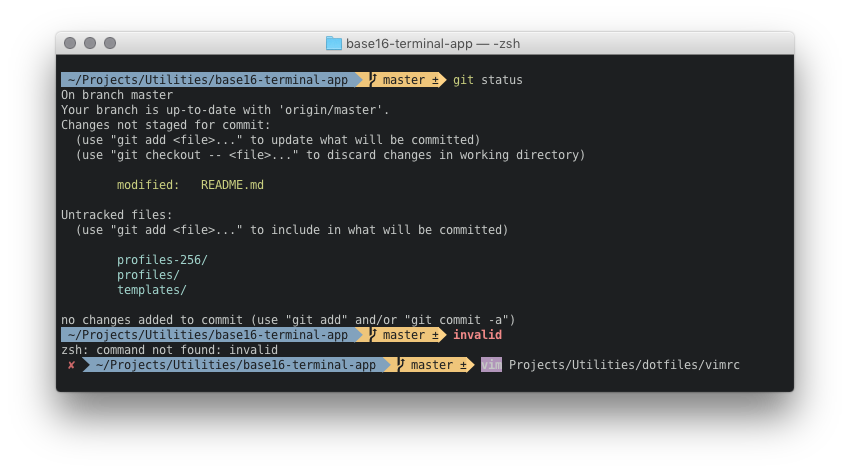 base16-terminal-app — -zsh
~/Projects/Utilities/base16-terminal-app master ± git status
On branch master
Your branch is up-to-date with 'origin/master'.
Changes not staged for commit:
(use "git add <file>..." to update what will be committed)
(use "git checkout -- <file>..." to discard changes in working directory)
modified: README.md
Untracked files:
(use "git add <file>..." to include in what will be committed)
profiles-256/
profiles/
templates/
no changes added to commit (use "git add" and/or "git commit -a")
~/Projects/Utilities/base16-terminal-app master ± invalid
zsh: command not found: invalid
✘ ~/Projects/Utilities/base16-terminal-app master ± vim Projects/Utilities/dotfiles/vimrc